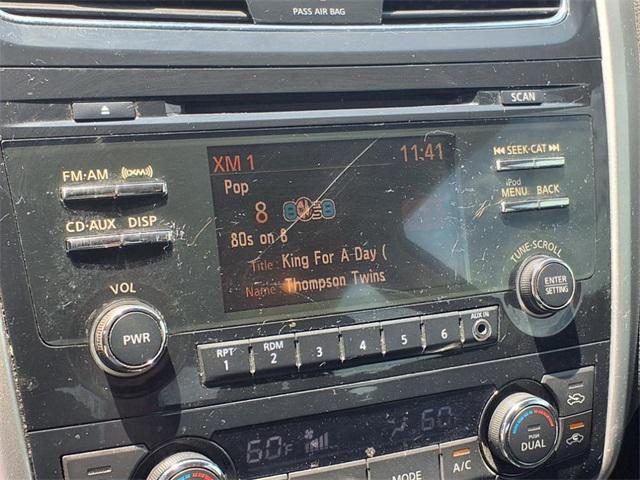 PASS AIR BAG
SCAN
FM·AM
XM
CD·AUX DISP
VOL
PWR
XM 1 11:41
Pop
8
80s on 8
Title: King For A Day (
Name: Thompson Twins
SEEK·CAT
iPod
MENU BACK
TUNE·SCROLL
ENTER
SETTING
RPT 1
RDM 2
3
4
5
6
AUX IN
60°F 60
MODE
A/C
PUSH
DUAL